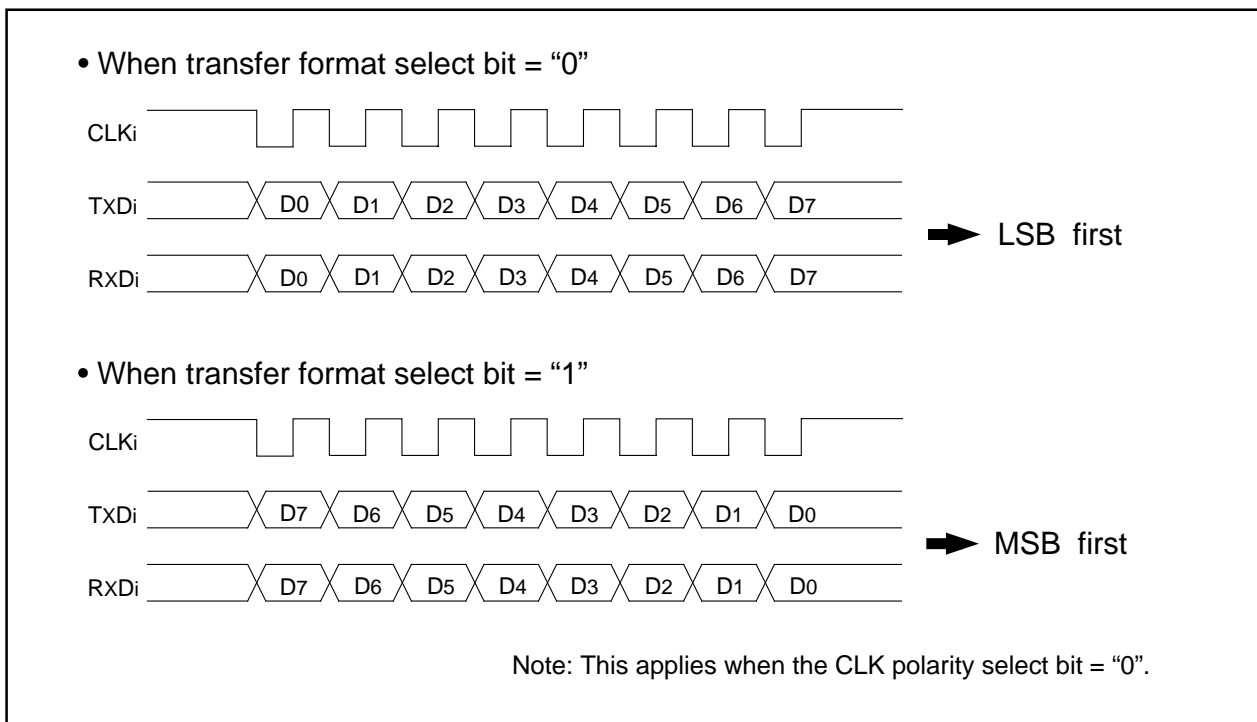 • When transfer format select bit = “0”
CLKi
TXDi D0 D1 D2 D3 D4 D5 D6 D7
LSB first
RXDi D0 D1 D2 D3 D4 D5 D6 D7
• When transfer format select bit = “1”
CLKi
TXDi D7 D6 D5 D4 D3 D2 D1 D0
MSB first
RXDi D7 D6 D5 D4 D3 D2 D1 D0
Note: This applies when the CLK polarity select bit = “0”.